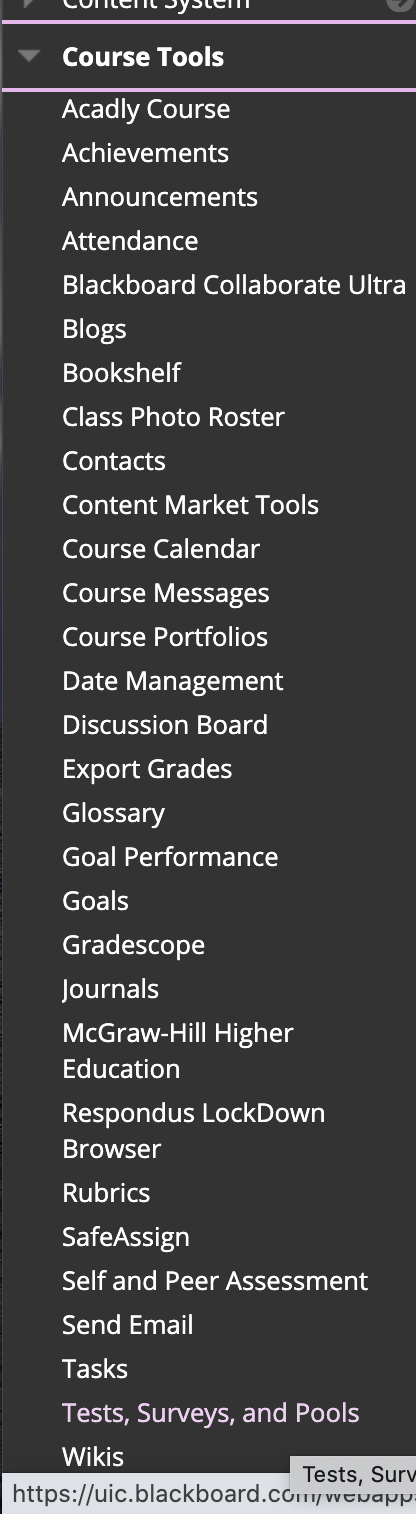 Content System
Course Tools
Acadly Course
Achievements
Announcements
Attendance
Blackboard Collaborate Ultra
Blogs
Bookshelf
Class Photo Roster
Contacts
Content Market Tools
Course Calendar
Course Messages
Course Portfolios
Date Management
Discussion Board
Export Grades
Glossary
Goal Performance
Goals
Gradescope
Journals
McGraw-Hill Higher
Education
Respondus LockDown
Browser
Rubrics
SafeAssign
Self and Peer Assessment
Send Email
Tasks
Tests, Surveys, and Pools
Wikis
Tests, Surv
https://uic.blackboard.com/webapps